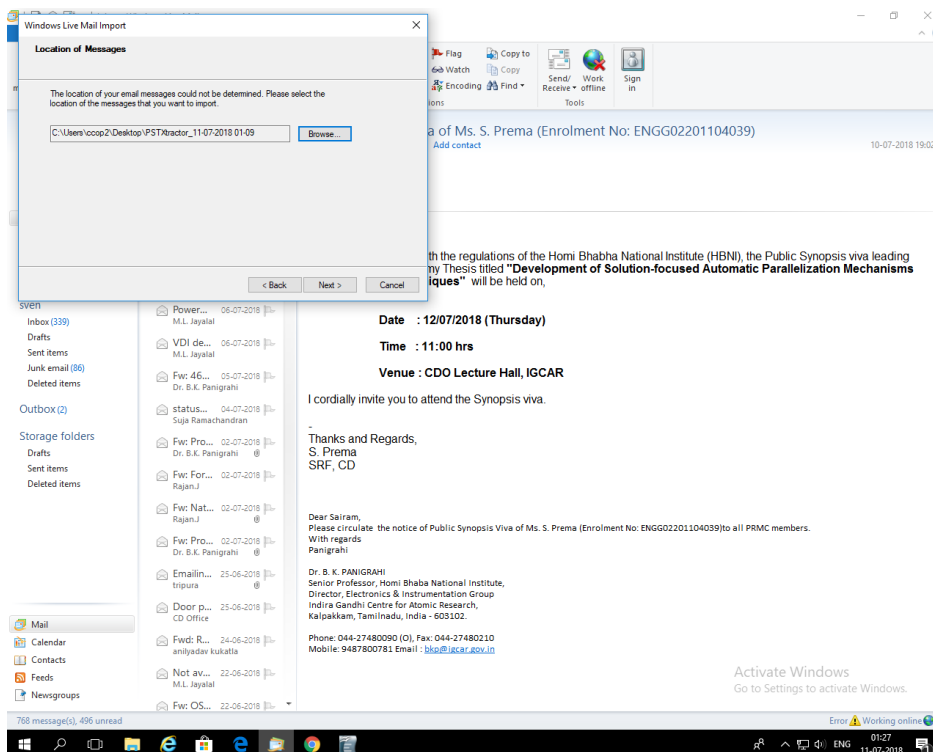 Windows Live Mail Import
Location of Messages
The location of your email messages could not be determined. Please select the
location of the messages that you want to import.
C:\Users\ccop2\Desktop\PSTXtractor_11-07-2018 01-09
Browse...
< Back
Next >
Cancel
Flag
Watch
Encoding
Copy to
Copy
Find
ions
Send/
Receive
Work
offline
Tools
Sign
in
a of Ms. S. Prema (Enrolment No: ENGG02201104039)
Add contact
10-07-2018 19:02
th the regulations of the Homi Bhabha National Institute (HBNI), the Public Synopsis viva leading
my Thesis titled "Development of Solution-focused Automatic Parallelization Mechanisms
iques" will be held on,
Date : 12/07/2018 (Thursday)
Time : 11:00 hrs
Venue : CDO Lecture Hall, IGCAR
I cordially invite you to attend the Synopsis viva.
-
Thanks and Regards,
S. Prema
SRF, CD
Dear Sairam,
Please circulate the notice of Public Synopsis Viva of Ms. S. Prema (Enrolment No: ENGG02201104039)to all PRMC members.
With regards
Panigrahi
Dr. B. K. PANIGRAHI
Senior Professor, Homi Bhaba National Institute,
Director, Electronics & Instrumentation Group
Indira Gandhi Centre for Atomic Research,
Kalpakkam, Tamilnadu, India - 603102.
Phone: 044-27480090 (O), Fax: 044-27480210
Mobile: 9487800781 Email : bkp@igcar.gov.in
sven
Inbox (339)
Drafts
Sent items
Junk email (86)
Deleted items
Outbox (2)
Storage folders
Drafts
Sent items
Deleted items
Mail
Calendar
Contacts
Feeds
Newsgroups
Power... 06-07-2018
M.L. Jayalal
VDI de... 06-07-2018
M.L. Jayalal
Fw: 46... 05-07-2018
Dr. B.K. Panigrahi
status... 04-07-2018
Suja Ramachandran
Fw: Pro... 02-07-2018
Dr. B.K. Panigrahi
Fw: For... 02-07-2018
Rajan.J
Fw: Nat... 02-07-2018
Rajan.J
Fw: Pro... 02-07-2018
Dr. B.K. Panigrahi
Emailin... 25-06-2018
tripura
Door p... 25-06-2018
CD Office
Fwd: R... 24-06-2018
anilyadav kukatla
Not av... 22-06-2018
M.L. Jayalal
Fw: OS... 22-06-2018
Activate Windows
Go to Settings to activate Windows.
768 message(s), 496 unread
Error
Working online
ENG
01:27
11-07-2018